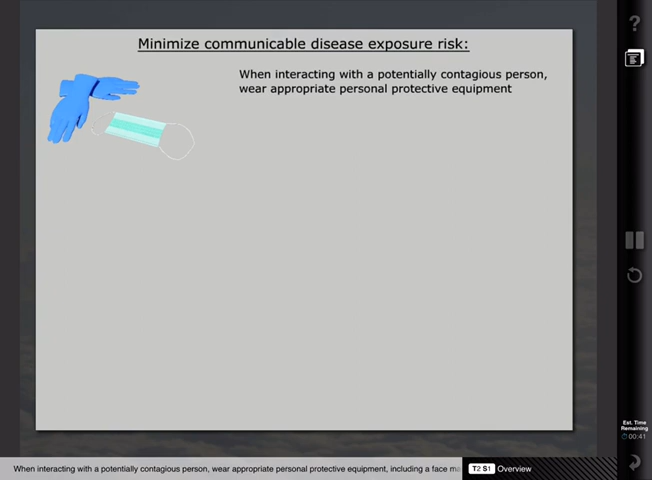 Minimize communicable disease exposure risk:
When interacting with a potentially contagious person,
wear appropriate personal protective equipment
?
Est. Time
Remaining
00:41
When interacting with a potentially contagious person, wear appropriate personal protective equipment, including a face
T2 S1 Overview